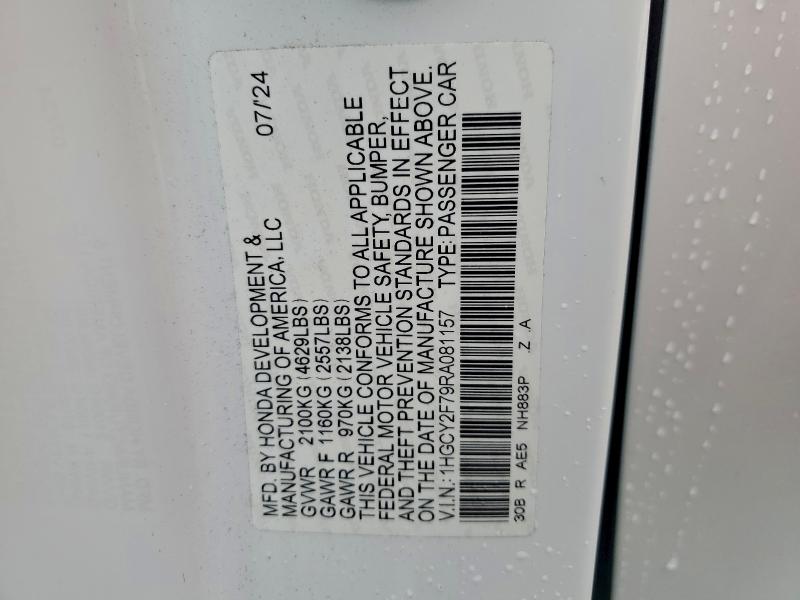 MFD. BY HONDA DEVELOPMENT &
MANUFACTURING OF AMERICA, LLC 07/'24
GVWR 2100KG (4629LBS)
GAWR F 1160KG (2557LBS)
GAWR R 970KG (2138LBS)
THIS VEHICLE CONFORMS TO ALL APPLICABLE
FEDERAL MOTOR VEHICLE SAFETY, BUMPER,
AND THEFT PREVENTION STANDARDS IN EFFECT
ON THE DATE OF MANUFACTURE SHOWN ABOVE.
V.I.N.:1HGCY2F79RA081157 TYPE:PASSENGER CAR
30B R AE5 NH883P .Z .A